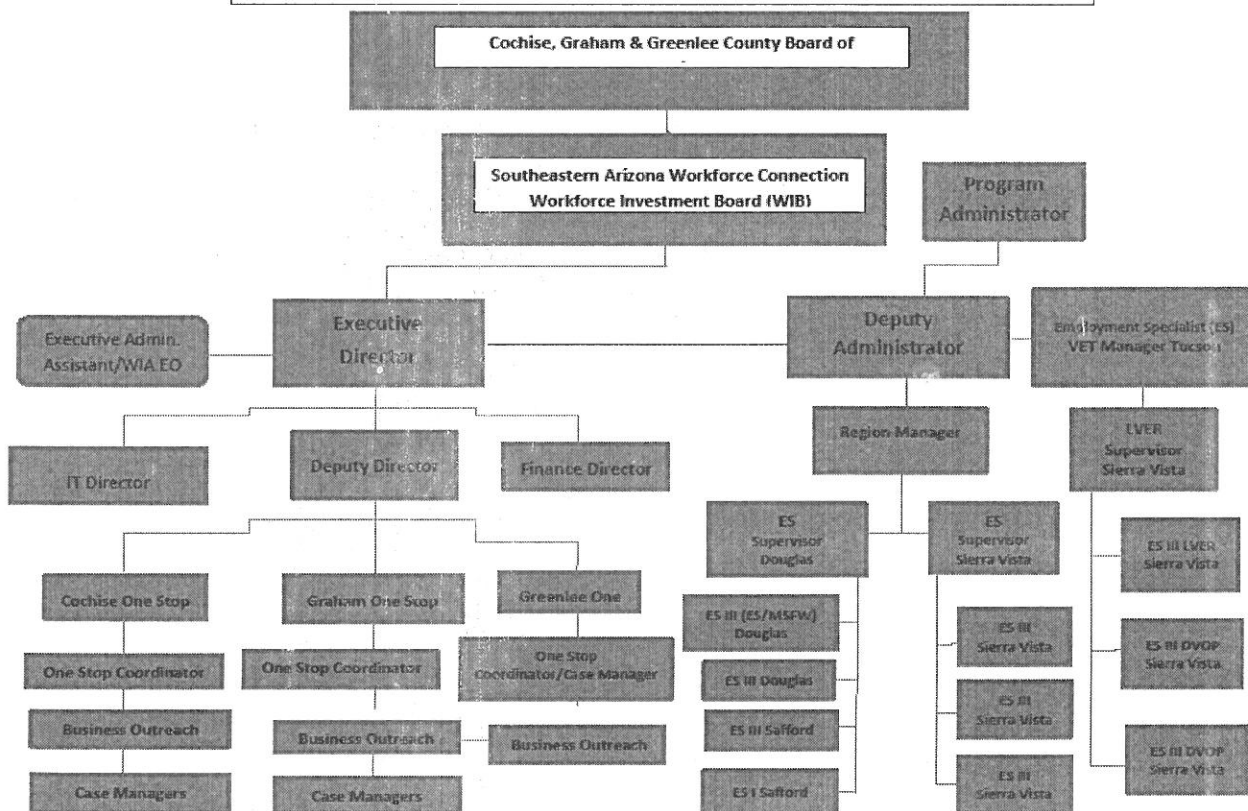 Cochise, Graham & Greenlee County Board of
Southeastern Arizona Workforce Connection
Workforce Investment Board (WIB)
Program
Administrator
Executive Admin.
Assistant/WIA EO
Executive
Director
Deputy
Administrator
Employment Specialist (ES)
VET Manager Tucson
IT Director
Deputy Director
Finance Director
Region Manager
LVER
Supervisor
Sierra Vista
ES
Supervisor
Douglas
ES
Supervisor
Sierra Vista
ES III LVER
Sierra Vista
Cochise One Stop
Graham One Stop
Greenlee One
ES III (ES/MSFW)
Douglas
ES III
Sierra Vista
ES III DVOP
Sierra Vista
One Stop Coordinator
One Stop Coordinator
One Stop
Coordinator/Case Manager
ES III Douglas
ES III
Sierra Vista
Business Outreach
Business Outreach
Business Outreach
ES III Safford
ES III DVOP
Sierra Vista
Case Managers
Case Managers
ES I Safford
ES III
Sierra Vista